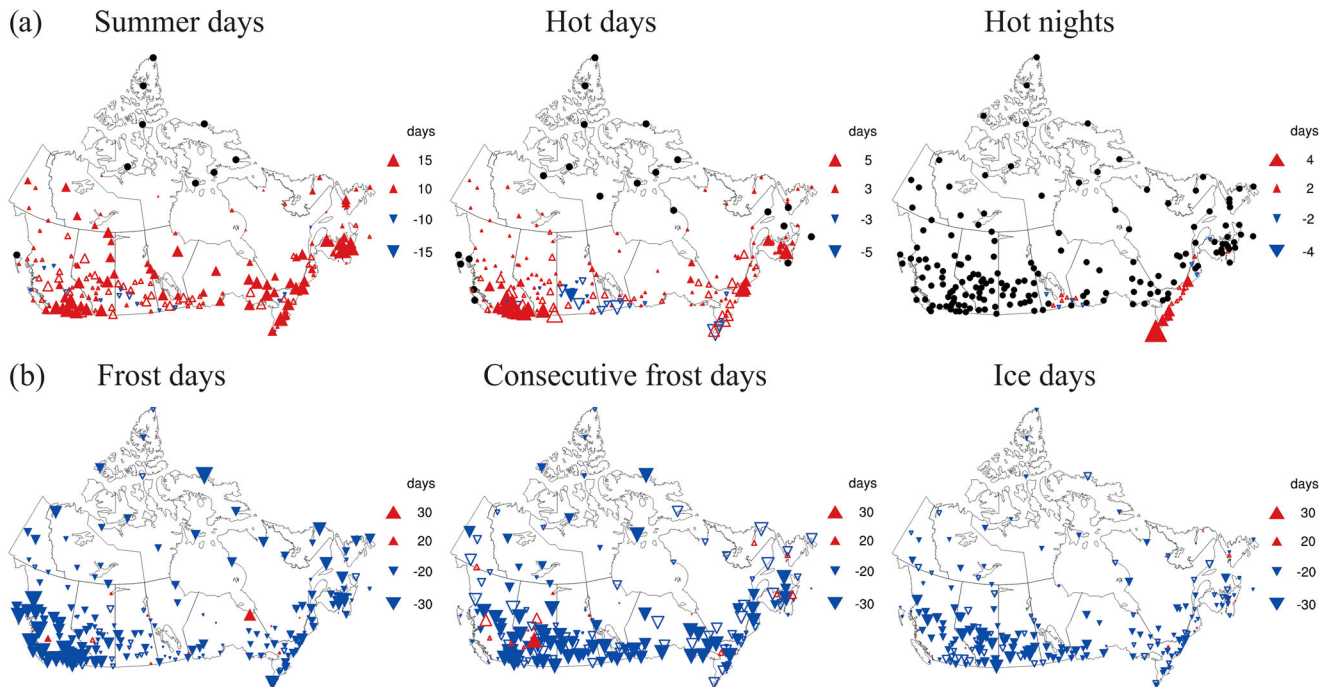 (a) Summer days Hot days Hot nights
days days days
15 5 4
10 3 2
-10 -3 -2
-15 -5 -4
(b) Frost days Consecutive frost days Ice days
days days days
30 30 30
20 20 20
-20 -20 -20
-30 -30 -30